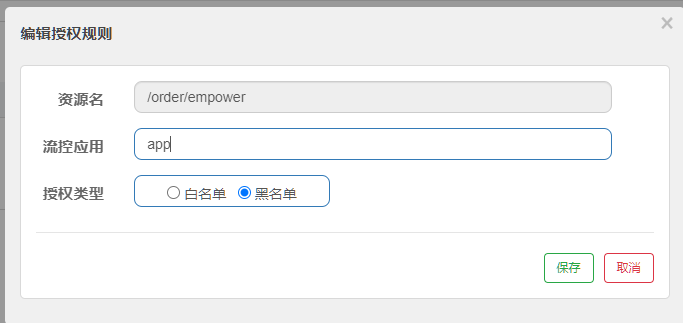 编辑授权规则
×
资源名 /order/empower
流控应用 app
授权类型 白名单 黑名单
保存 取消